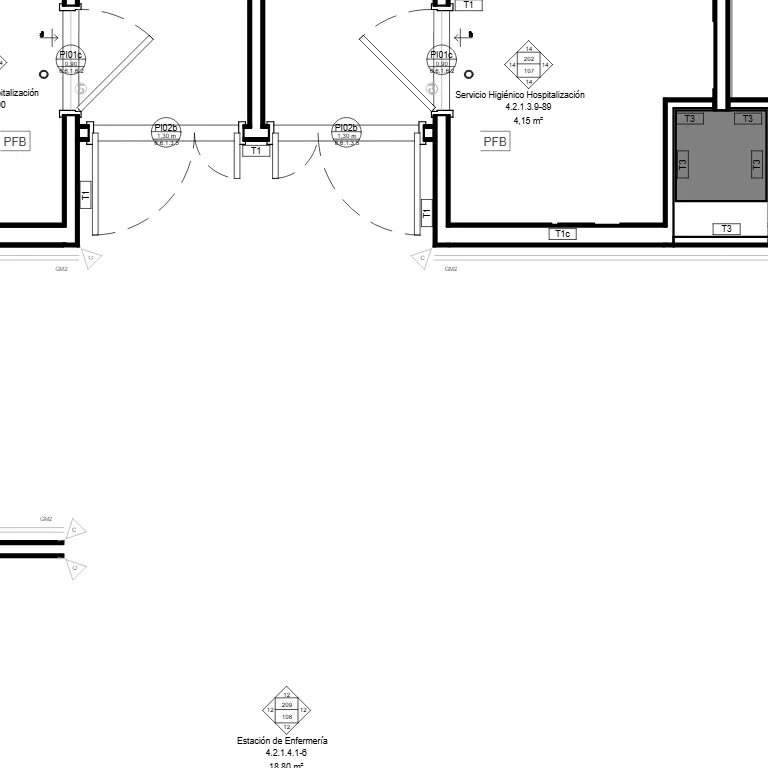 T1
PI01c
0.90
PI01c
0.90
14
202
14
107
14
14
italización
Servicio Higiénico Hospitalización
4.2.1.3.9-89
4,15 m²
T3
T3
PI02b
1,30 m
PI02b
1,30 m
PFB
T1
PFB
T3
T3
T1
T1
T1c
T3
C
C
GM2
GM2
GM2
C
C
12
209
12
108
12
12
Estación de Enfermería
4.2.1.4.1-6
18,80 m²